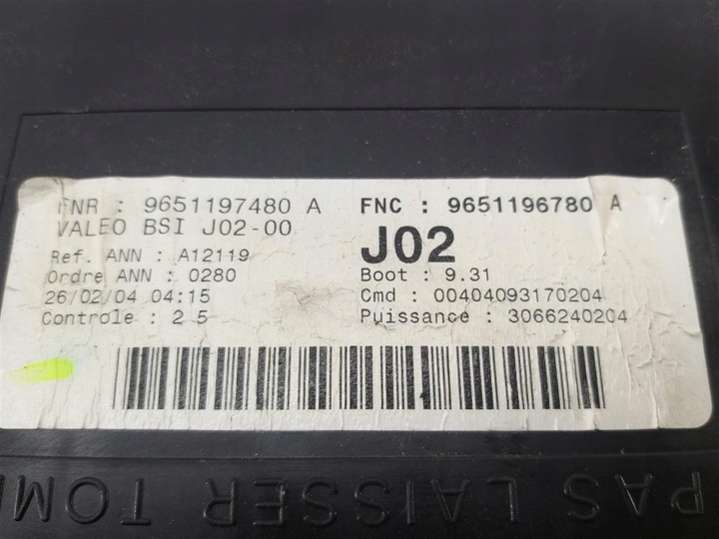 FNR : 9651197480 A
VALEO BSI J02-00
Ref. ANN : A12119
Ordre ANN : 0280
26/02/04 04:15
Controle : 2 5
FNC : 9651196780 A
J02
Boot : 9.31
Cmd : 00404093170204
Puissance : 3066240204
PAS LAISSER TOM